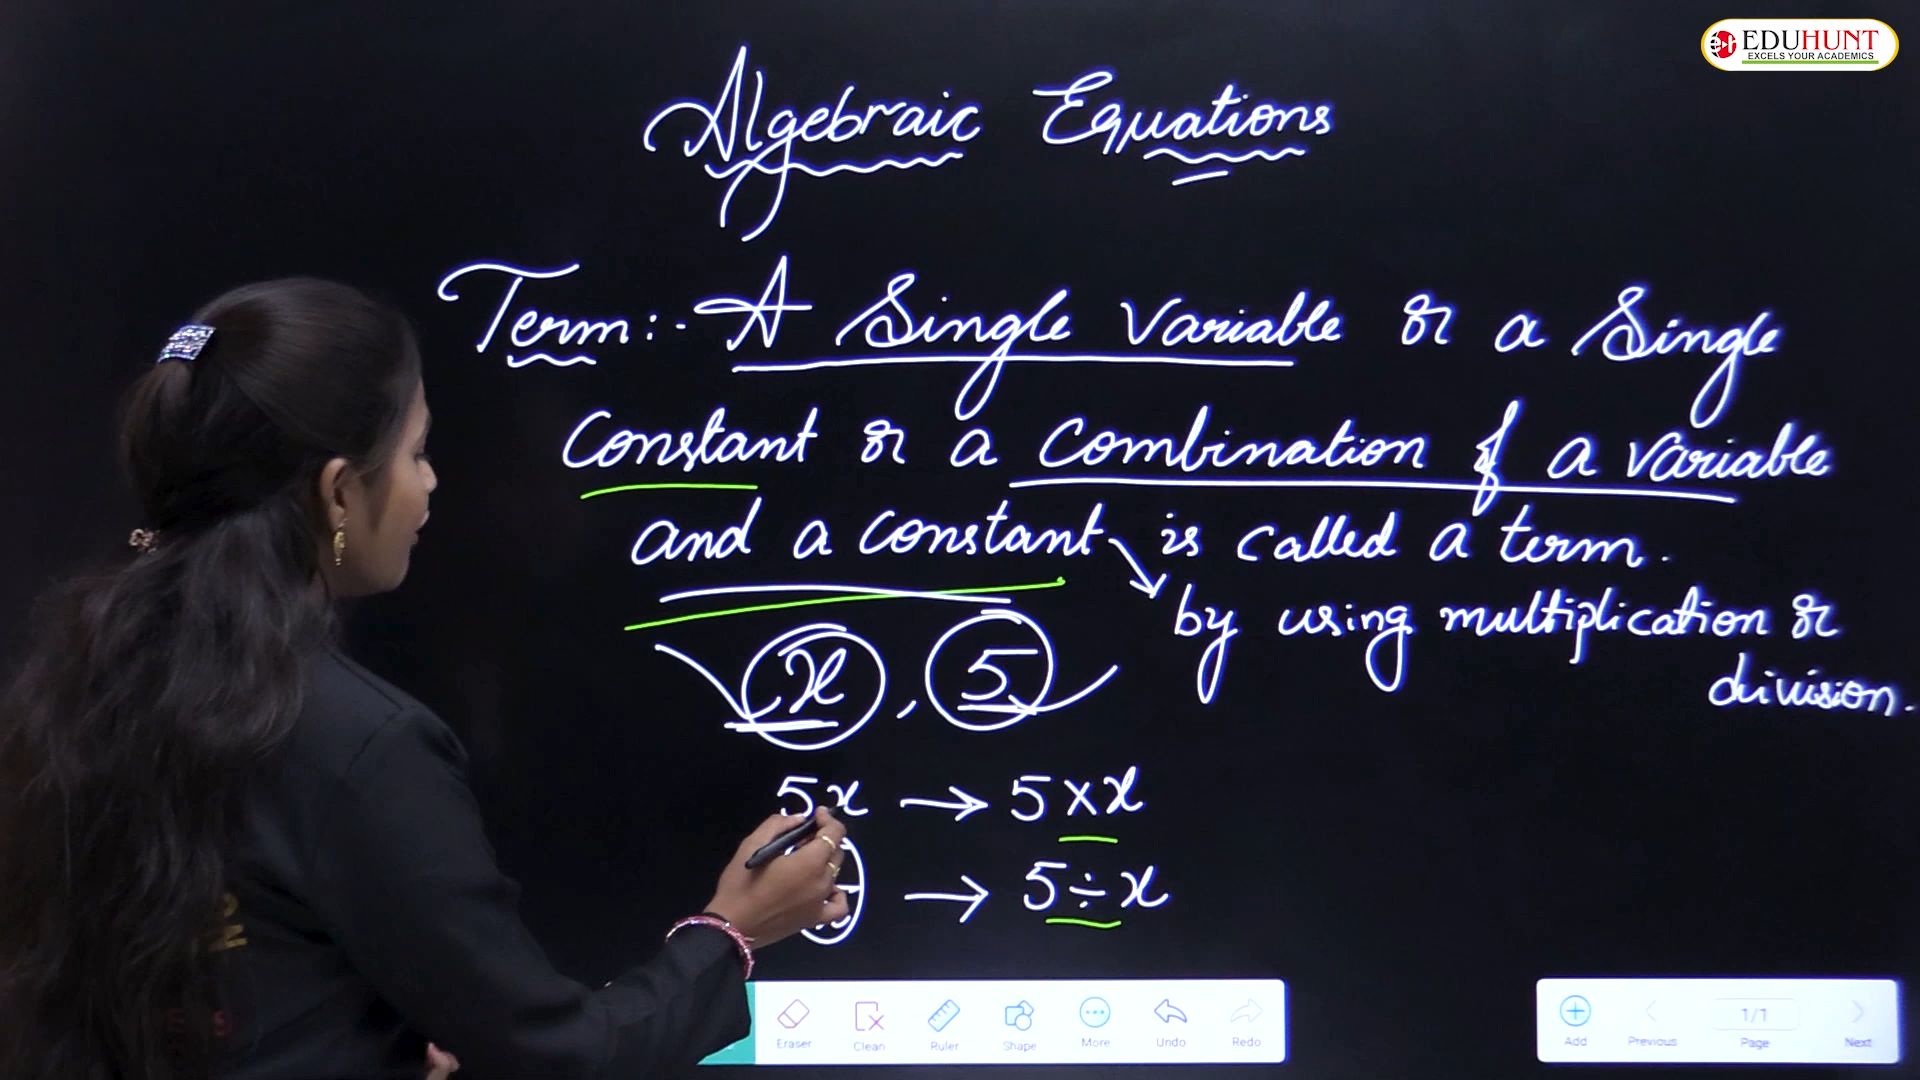 EDUHUNT
EXCELS YOUR ACADEMICS
Algebraic Equations
Term:- A Single Variable or a Single
Constant or a Combination of a variable
and a constant is called a term.
by using multiplication or
division.
x , 5
5x → 5 × x
→ 5 ÷ x
Eraser Clean Ruler Shape More Undo Redo
Add Previous 1/1 Page Next